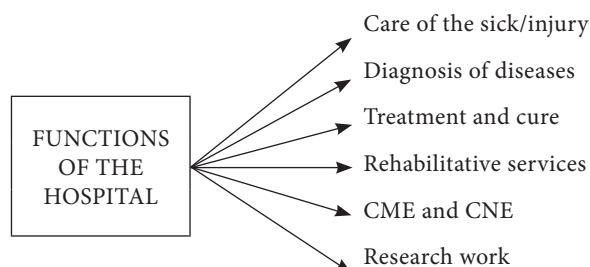 FUNCTIONS
OF THE
HOSPITAL
Care of the sick/injury
Diagnosis of diseases
Treatment and cure
Rehabilitative services
CME and CNE
Research work